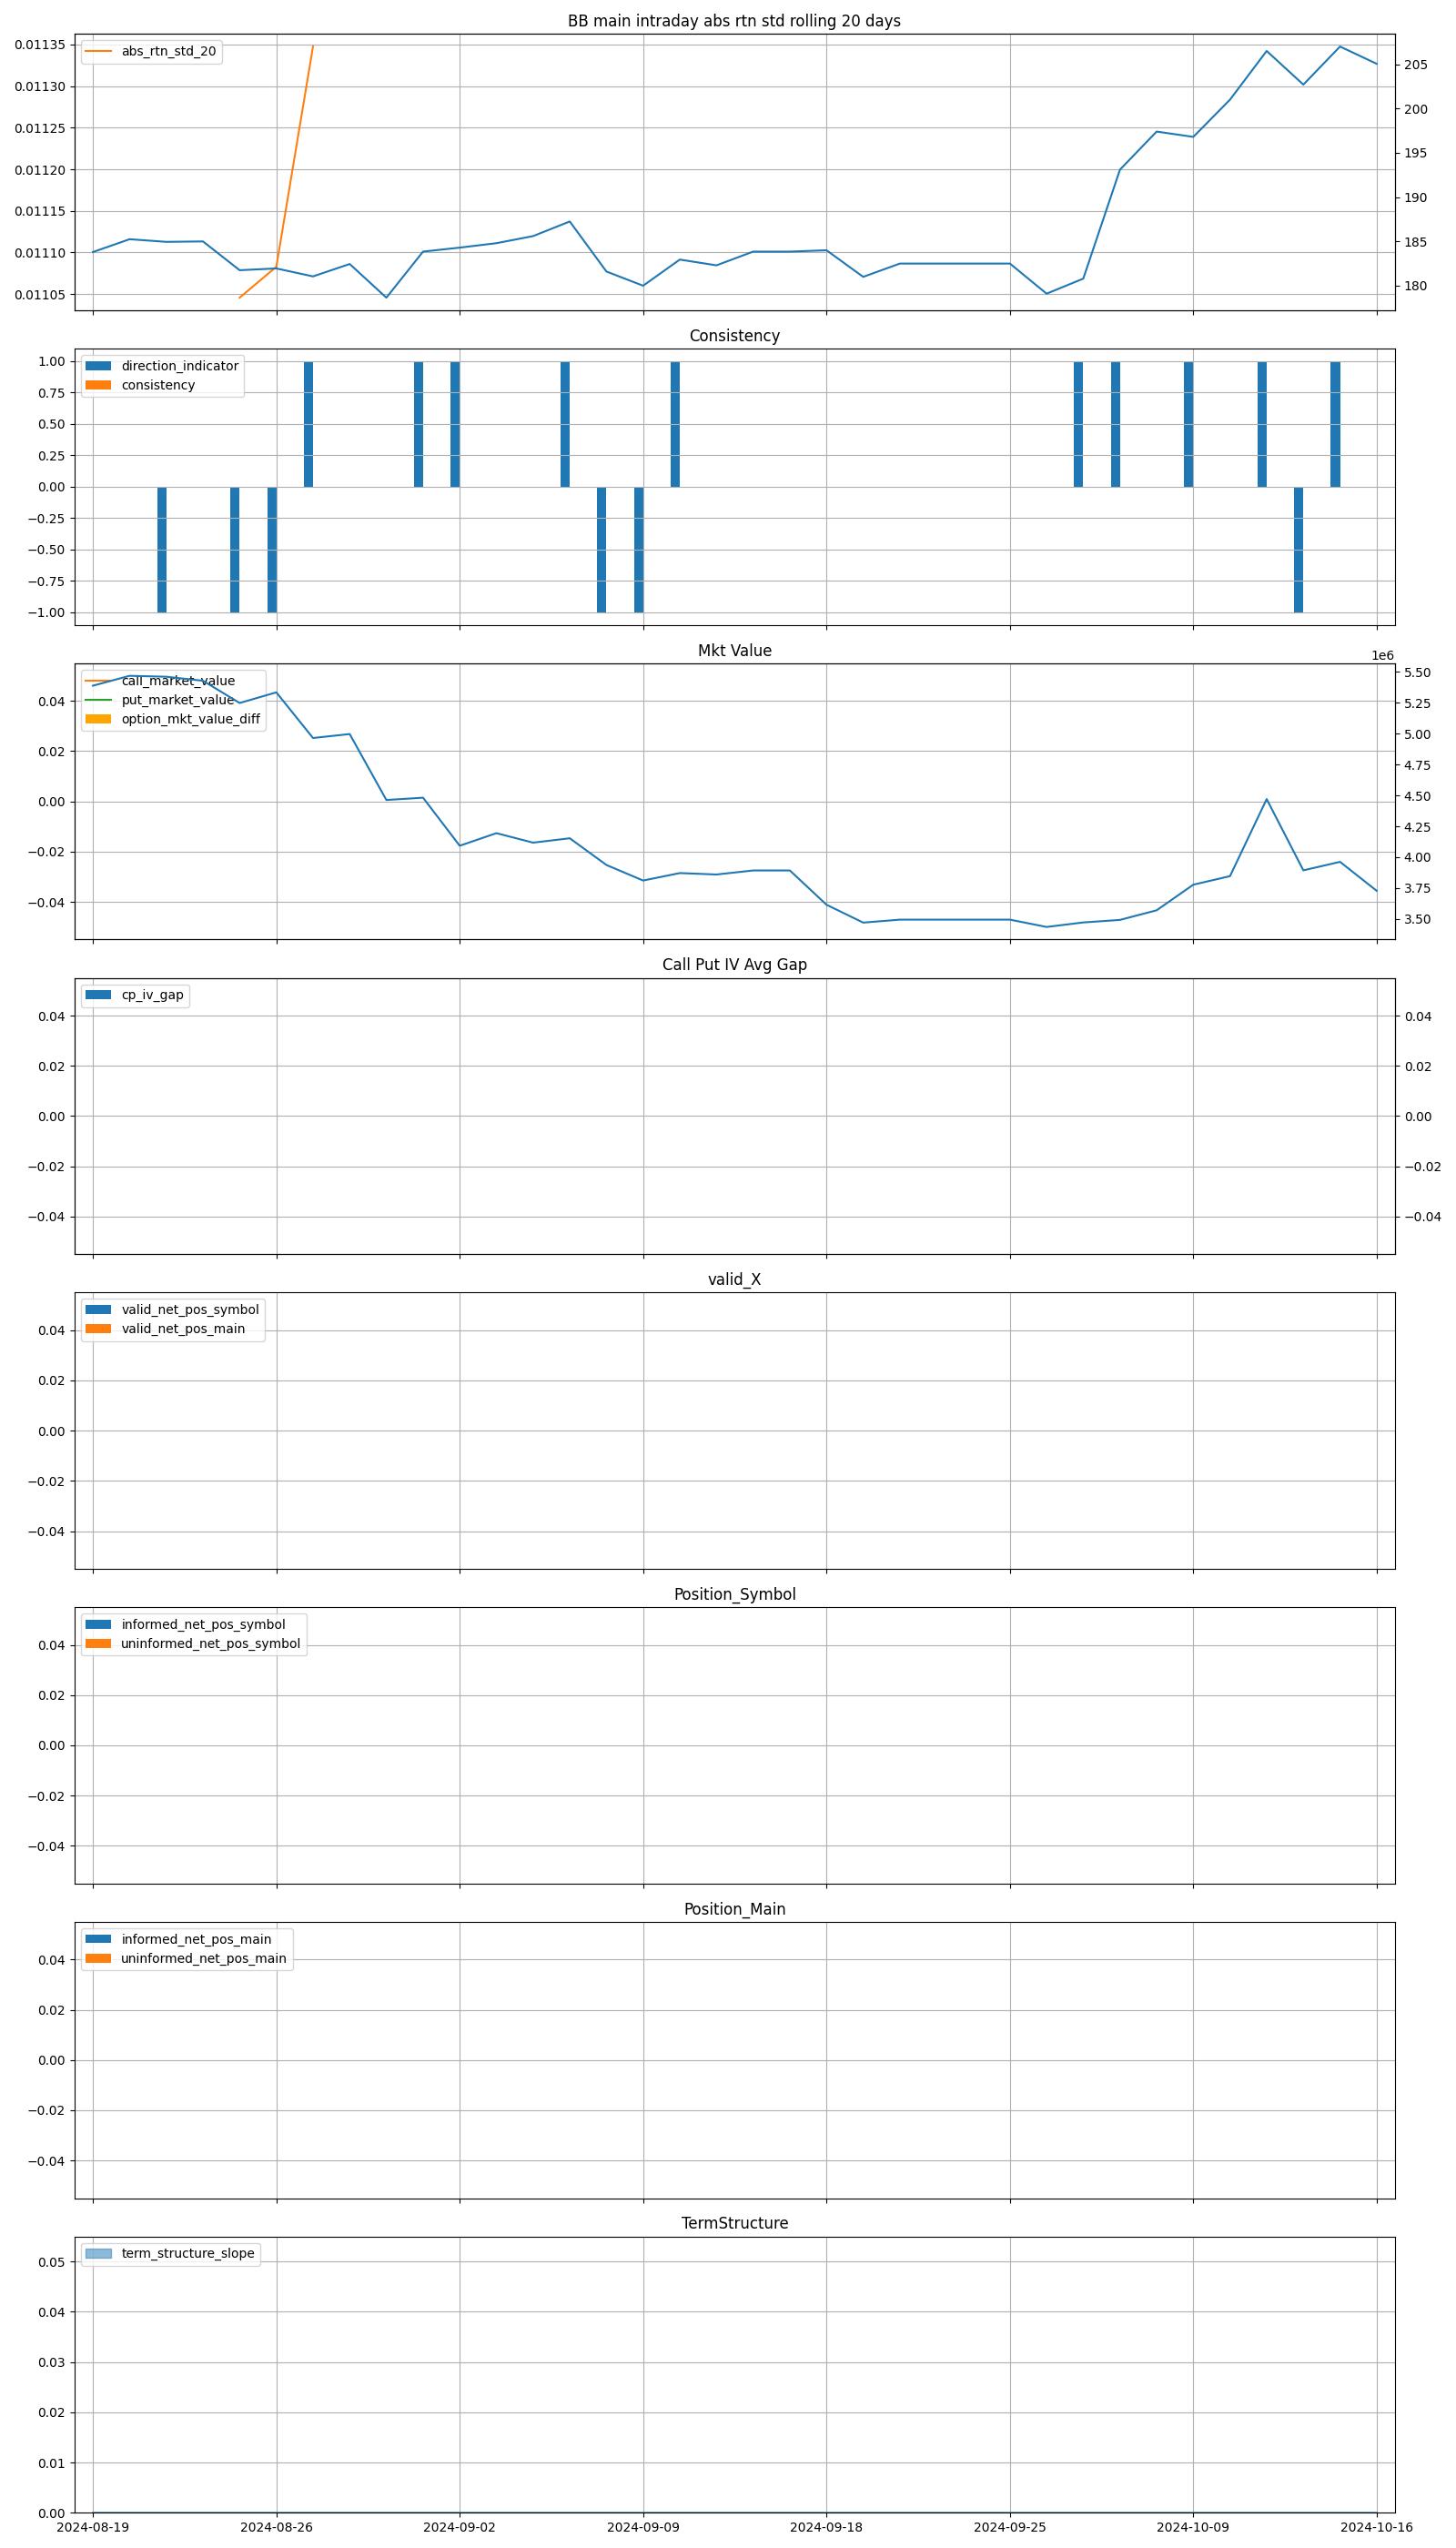 BB main intraday abs rtn std rolling 20 days
abs_rtn_std_20
0.01135
0.01130
0.01125
0.01120
0.01115
0.01110
0.01105
205
200
195
190
185
180
Consistency
direction_indicator
consistency
1.00
0.75
0.50
0.25
0.00
−0.25
−0.50
−0.75
−1.00
Mkt Value
1e6
call_market_value
put_market_value
option_mkt_value_diff
0.04
0.02
0.00
−0.02
−0.04
5.50
5.25
5.00
4.75
4.50
4.25
4.00
3.75
3.50
Call Put IV Avg Gap
cp_iv_gap
0.04
0.02
0.00
−0.02
−0.04
0.04
0.02
0.00
−0.02
−0.04
valid_X
valid_net_pos_symbol
valid_net_pos_main
0.04
0.02
0.00
−0.02
−0.04
Position_Symbol
informed_net_pos_symbol
uninformed_net_pos_symbol
0.04
0.02
0.00
−0.02
−0.04
Position_Main
informed_net_pos_main
uninformed_net_pos_main
0.04
0.02
0.00
−0.02
−0.04
TermStructure
term_structure_slope
0.05
0.04
0.03
0.02
0.01
0.00
2024-08-19 2024-08-26 2024-09-02 2024-09-09 2024-09-18 2024-09-25 2024-10-09 2024-10-16